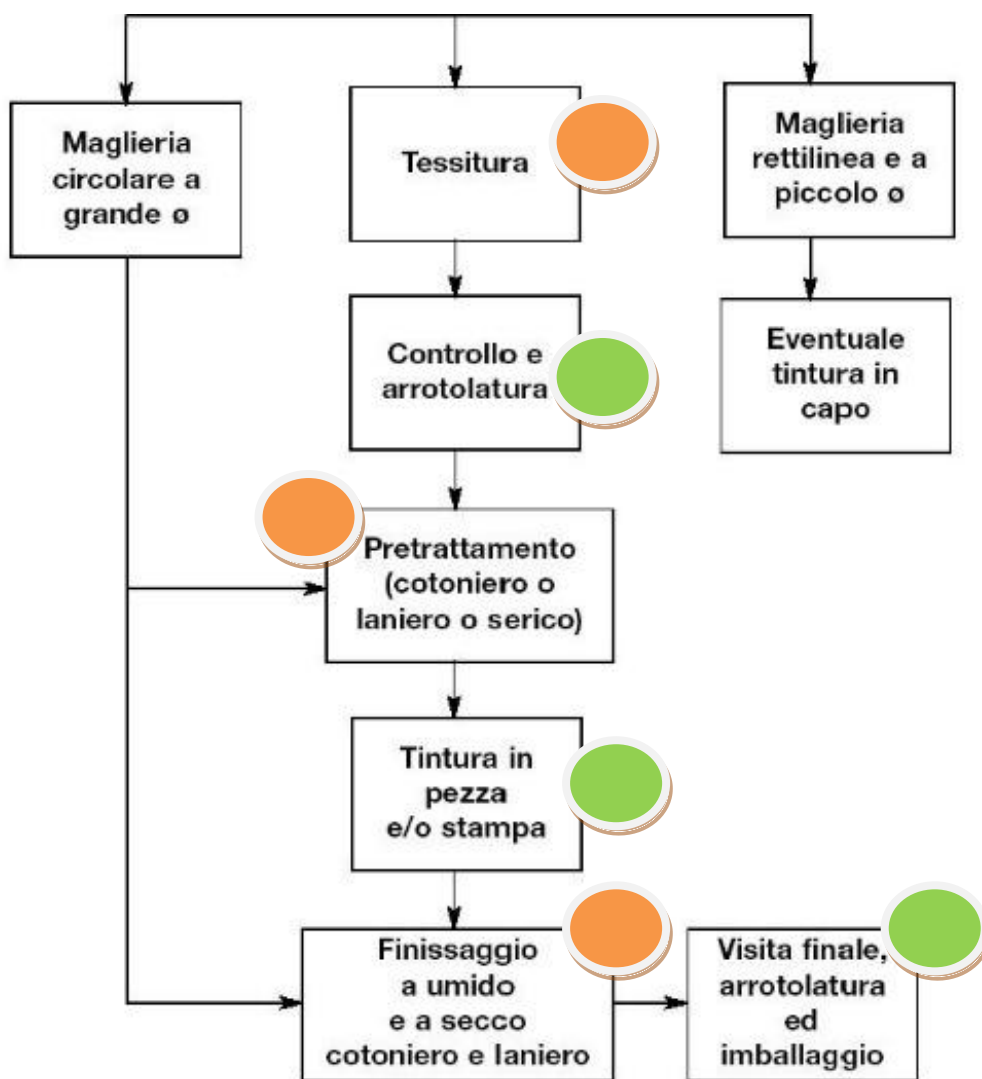 Maglieria
circolare a
grande ø
Tessitura
Maglieria
rettilinea e a
piccolo ø
Controllo e
arrotolatura
Eventuale
tintura in
capo
Pretrattamento
(cotoniero o
laniero o serico)
Tintura in
pezza
e/o stampa
Finissaggio
a umido
e a secco
cotoniero e laniero
Visita finale,
arrotolatura
ed
imballaggio